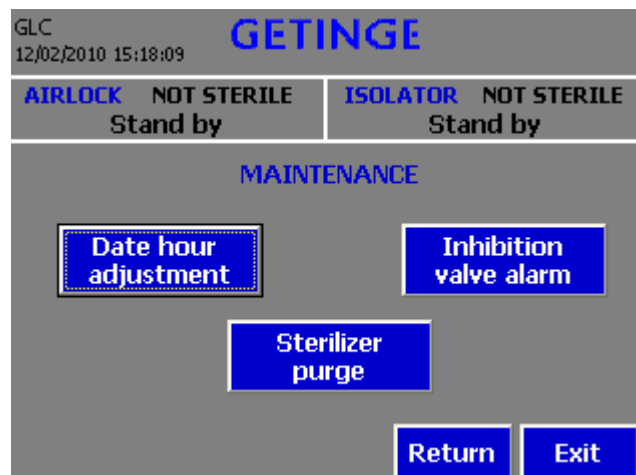 GLC
12/02/2010 15:18:09
GETINGE
AIRLOCK NOT STERILE
Stand by
ISOLATOR NOT STERILE
Stand by
MAINTENANCE
Date hour
adjustment
Inhibition
valve alarm
Sterilizer
purge
Return
Exit